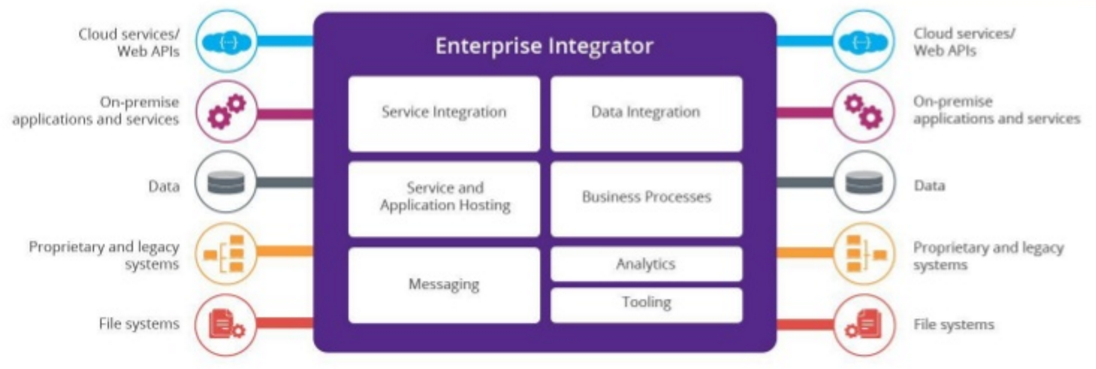 Cloud services/
Web APIs
On-premise
applications and services
Data
Proprietary and legacy
systems
File systems
Enterprise Integrator
Service Integration
Data Integration
Service and
Application Hosting
Business Processes
Messaging
Analytics
Tooling
Cloud services/
Web APIs
On-premise
applications and services
Data
Proprietary and legacy
systems
File systems